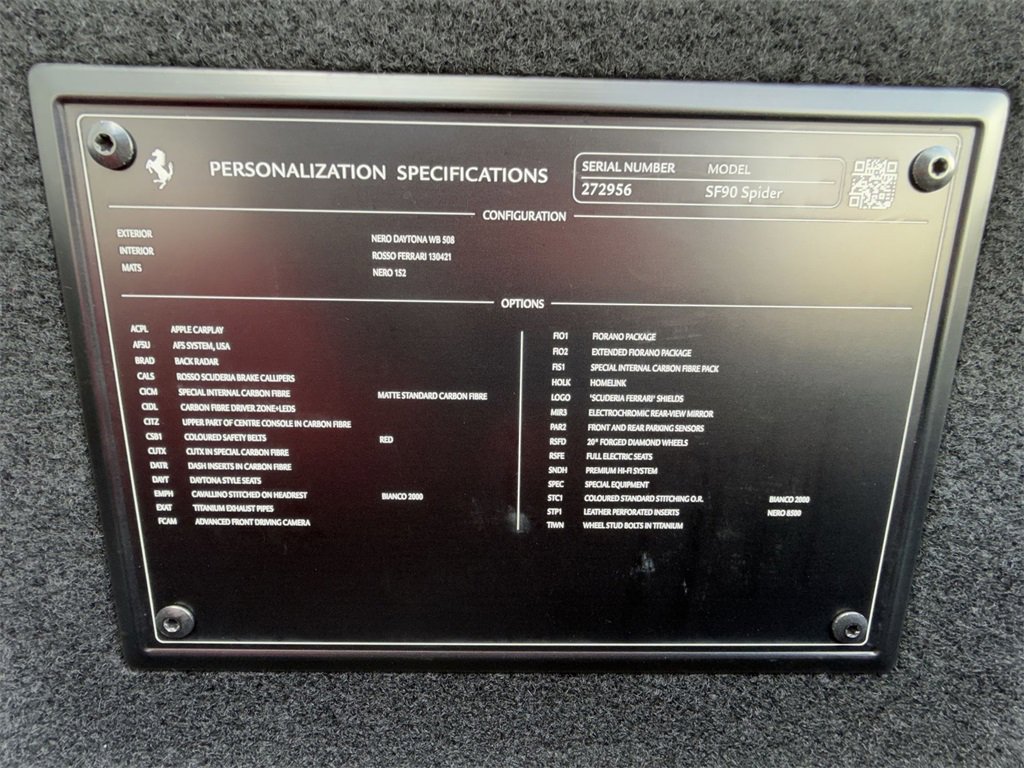 PERSONALIZATION SPECIFICATIONS
SERIAL NUMBER MODEL
272956 SF90 Spider
CONFIGURATION
EXTERIOR NERO DAYTONA WB 508
INTERIOR ROSSO FERRARI 130421
MATS NERO 152
OPTIONS
ACPL APPLE CARPLAY
AFSU AFS SYSTEM, USA
BRAD BACK RADAR
CALS ROSSO SCUDERIA BRAKE CALLIPERS
CICM SPECIAL INTERNAL CARBON FIBRE MATTE STANDARD CARBON FIBRE
CIDL CARBON FIBRE DRIVER ZONE+LEDS
CITZ UPPER PART OF CENTRE CONSOLE IN CARBON FIBRE
CSB1 COLOURED SAFETY BELTS RED
CUTX CUTX IN SPECIAL CARBON FIBRE
DATR DASH INSERTS IN CARBON FIBRE
DAYT DAYTONA STYLE SEATS
EMPH CAVALLINO STITCHED ON HEADREST BIANCO 2000
EXAT TITANIUM EXHAUST PIPES
FCAM ADVANCED FRONT DRIVING CAMERA
FIO1 FIORANO PACKAGE
FIO2 EXTENDED FIORANO PACKAGE
FIS1 SPECIAL INTERNAL CARBON FIBRE PACK
HOLK HOMELINK
LOGO "SCUDERIA FERRARI" SHIELDS
MIR3 ELECTROCHROMIC REAR-VIEW MIRROR
PAR2 FRONT AND REAR PARKING SENSORS
RSFD 20" FORGED DIAMOND WHEELS
RSFE FULL ELECTRIC SEATS
SNDH PREMIUM HI-FI SYSTEM
SPEC SPECIAL EQUIPMENT
STC1 COLOURED STANDARD STITCHING O.R. BIANCO 2000
STP1 LEATHER PERFORATED INSERTS NERO 8500
TIWN WHEEL STUD BOLTS IN TITANIUM